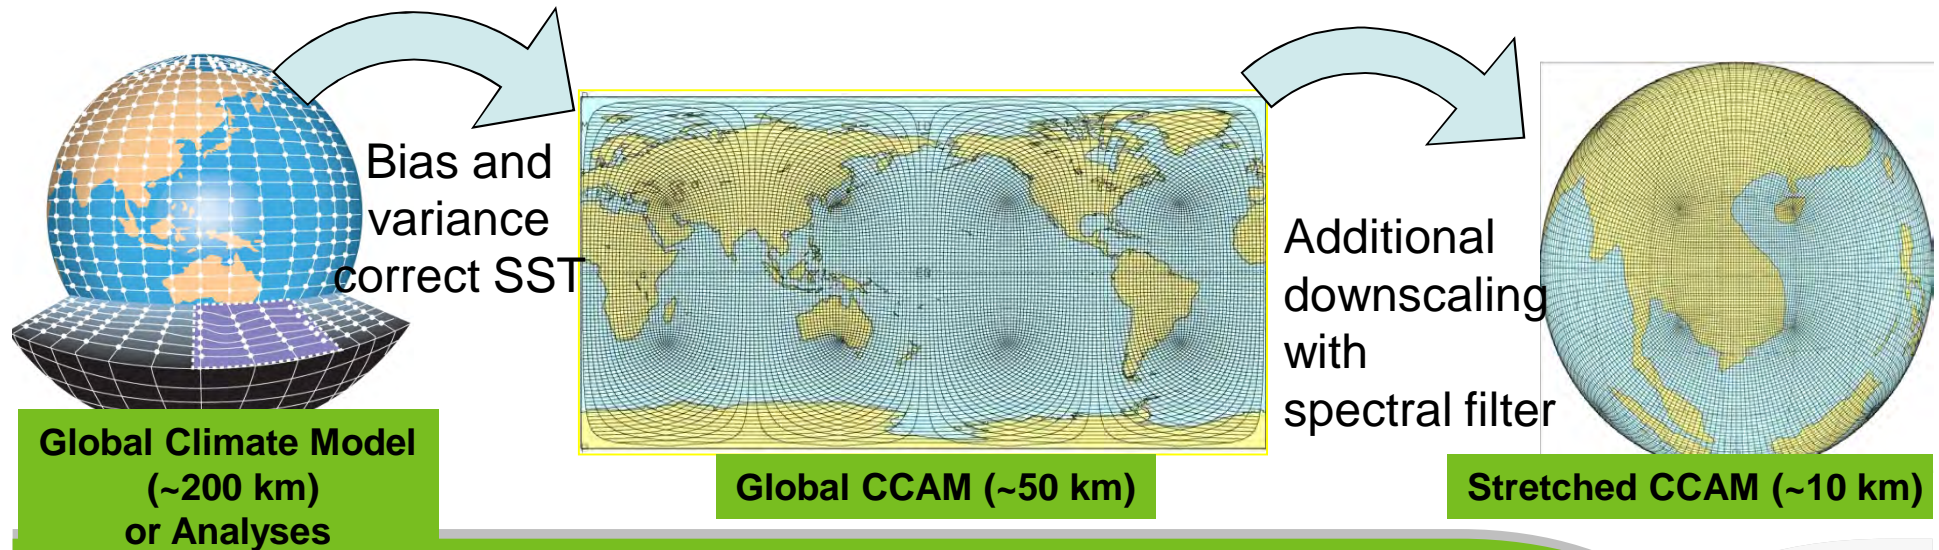 Bias and
variance
correct SST
Additional
downscaling
with
spectral filter
Global Climate Model
(~200 km)
or Analyses
Global CCAM (~50 km)
Stretched CCAM (~10 km)